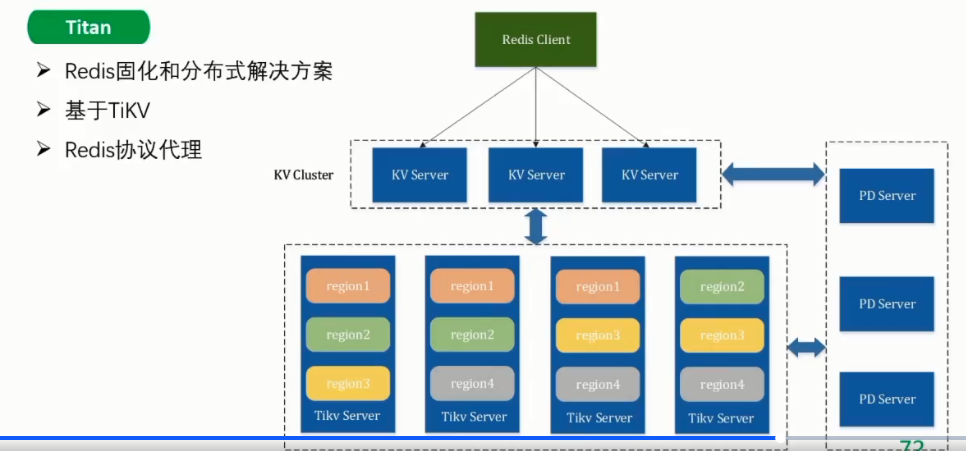 Titan
Redis固化和分布式解决方案
基于TiKV
Redis协议代理
Redis Client
KV Cluster
KV Server
KV Server
KV Server
PD Server
PD Server
PD Server
region1
region2
region3
Tikv Server
region1
region2
region4
Tikv Server
region1
region3
region4
Tikv Server
region2
region3
region4
Tikv Server
72